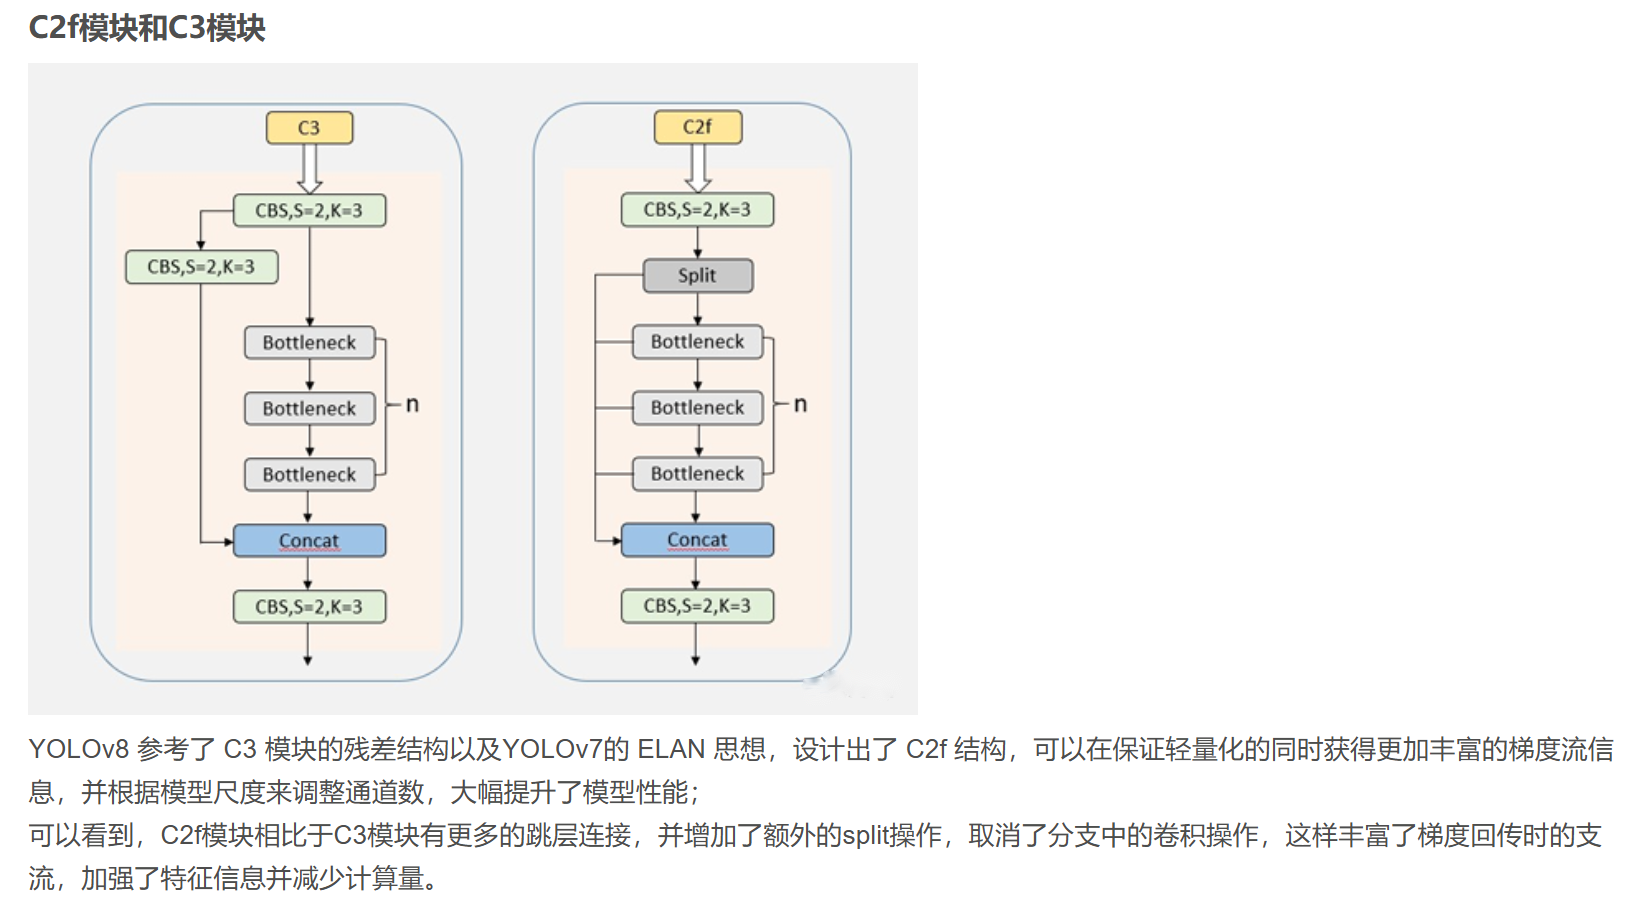 C2f模块和C3模块
C3
CBS,S=2,K=3
CBS,S=2,K=3
Bottleneck
Bottleneck
n
Bottleneck
Concat
CBS,S=2,K=3
C2f
CBS,S=2,K=3
Split
Bottleneck
Bottleneck
n
Bottleneck
Concat
CBS,S=2,K=3
YOLOv8 参考了 C3 模块的残差结构以及YOLOv7的 ELAN 思想，设计出了 C2f 结构，可以在保证轻量化的同时获得更加丰富的梯度流信
息，并根据模型尺度来调整通道数，大幅提升了模型性能；
可以看到，C2f模块相比于C3模块有更多的跳层连接，并增加了额外的split操作，取消了分支中的卷积操作，这样丰富了梯度回传时的支
流，加强了特征信息并减少计算量。